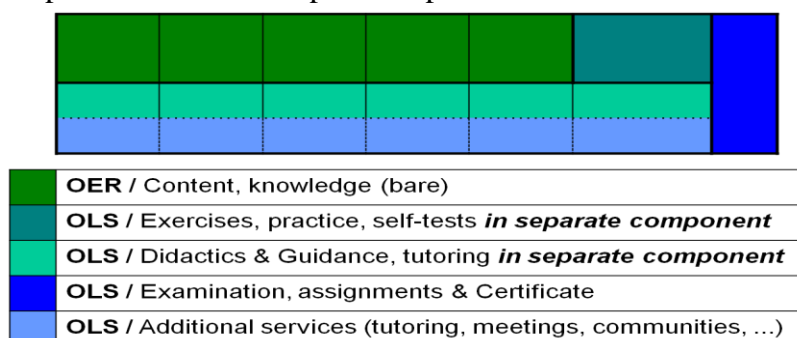 OER / Content, knowledge (bare)
OLS / Exercises, practice, self-tests in separate component
OLS / Didactics & Guidance, tutoring in separate component
OLS / Examination, assignments & Certificate
OLS / Additional services (tutoring, meetings, communities, ...)